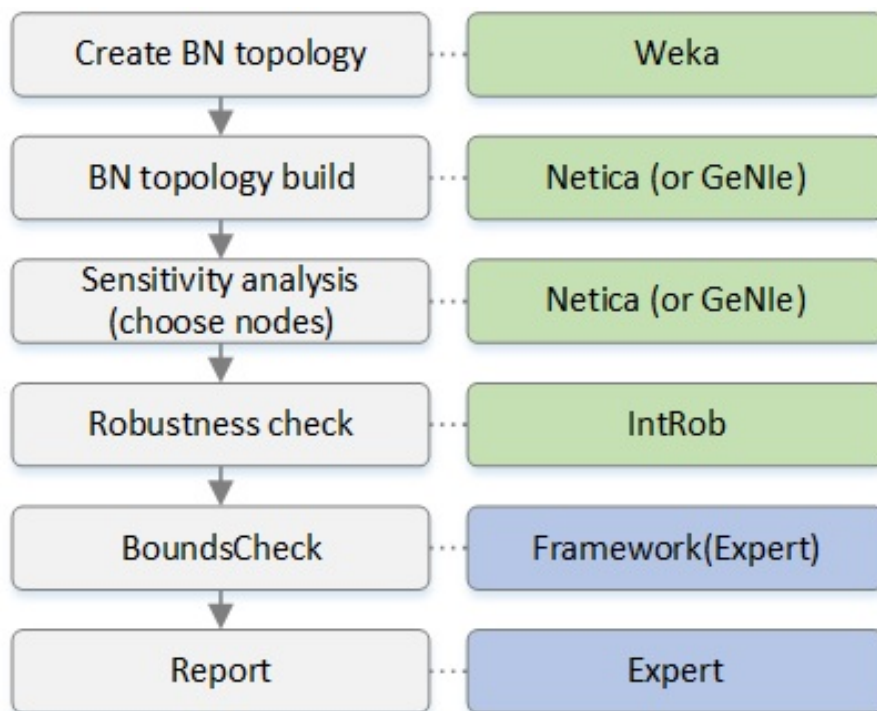 Create BN topology
Weka
BN topology build
Netica (or GeNIe)
Sensitivity analysis
(choose nodes)
Netica (or GeNIe)
Robustness check
IntRob
BoundsCheck
Framework(Expert)
Report
Expert